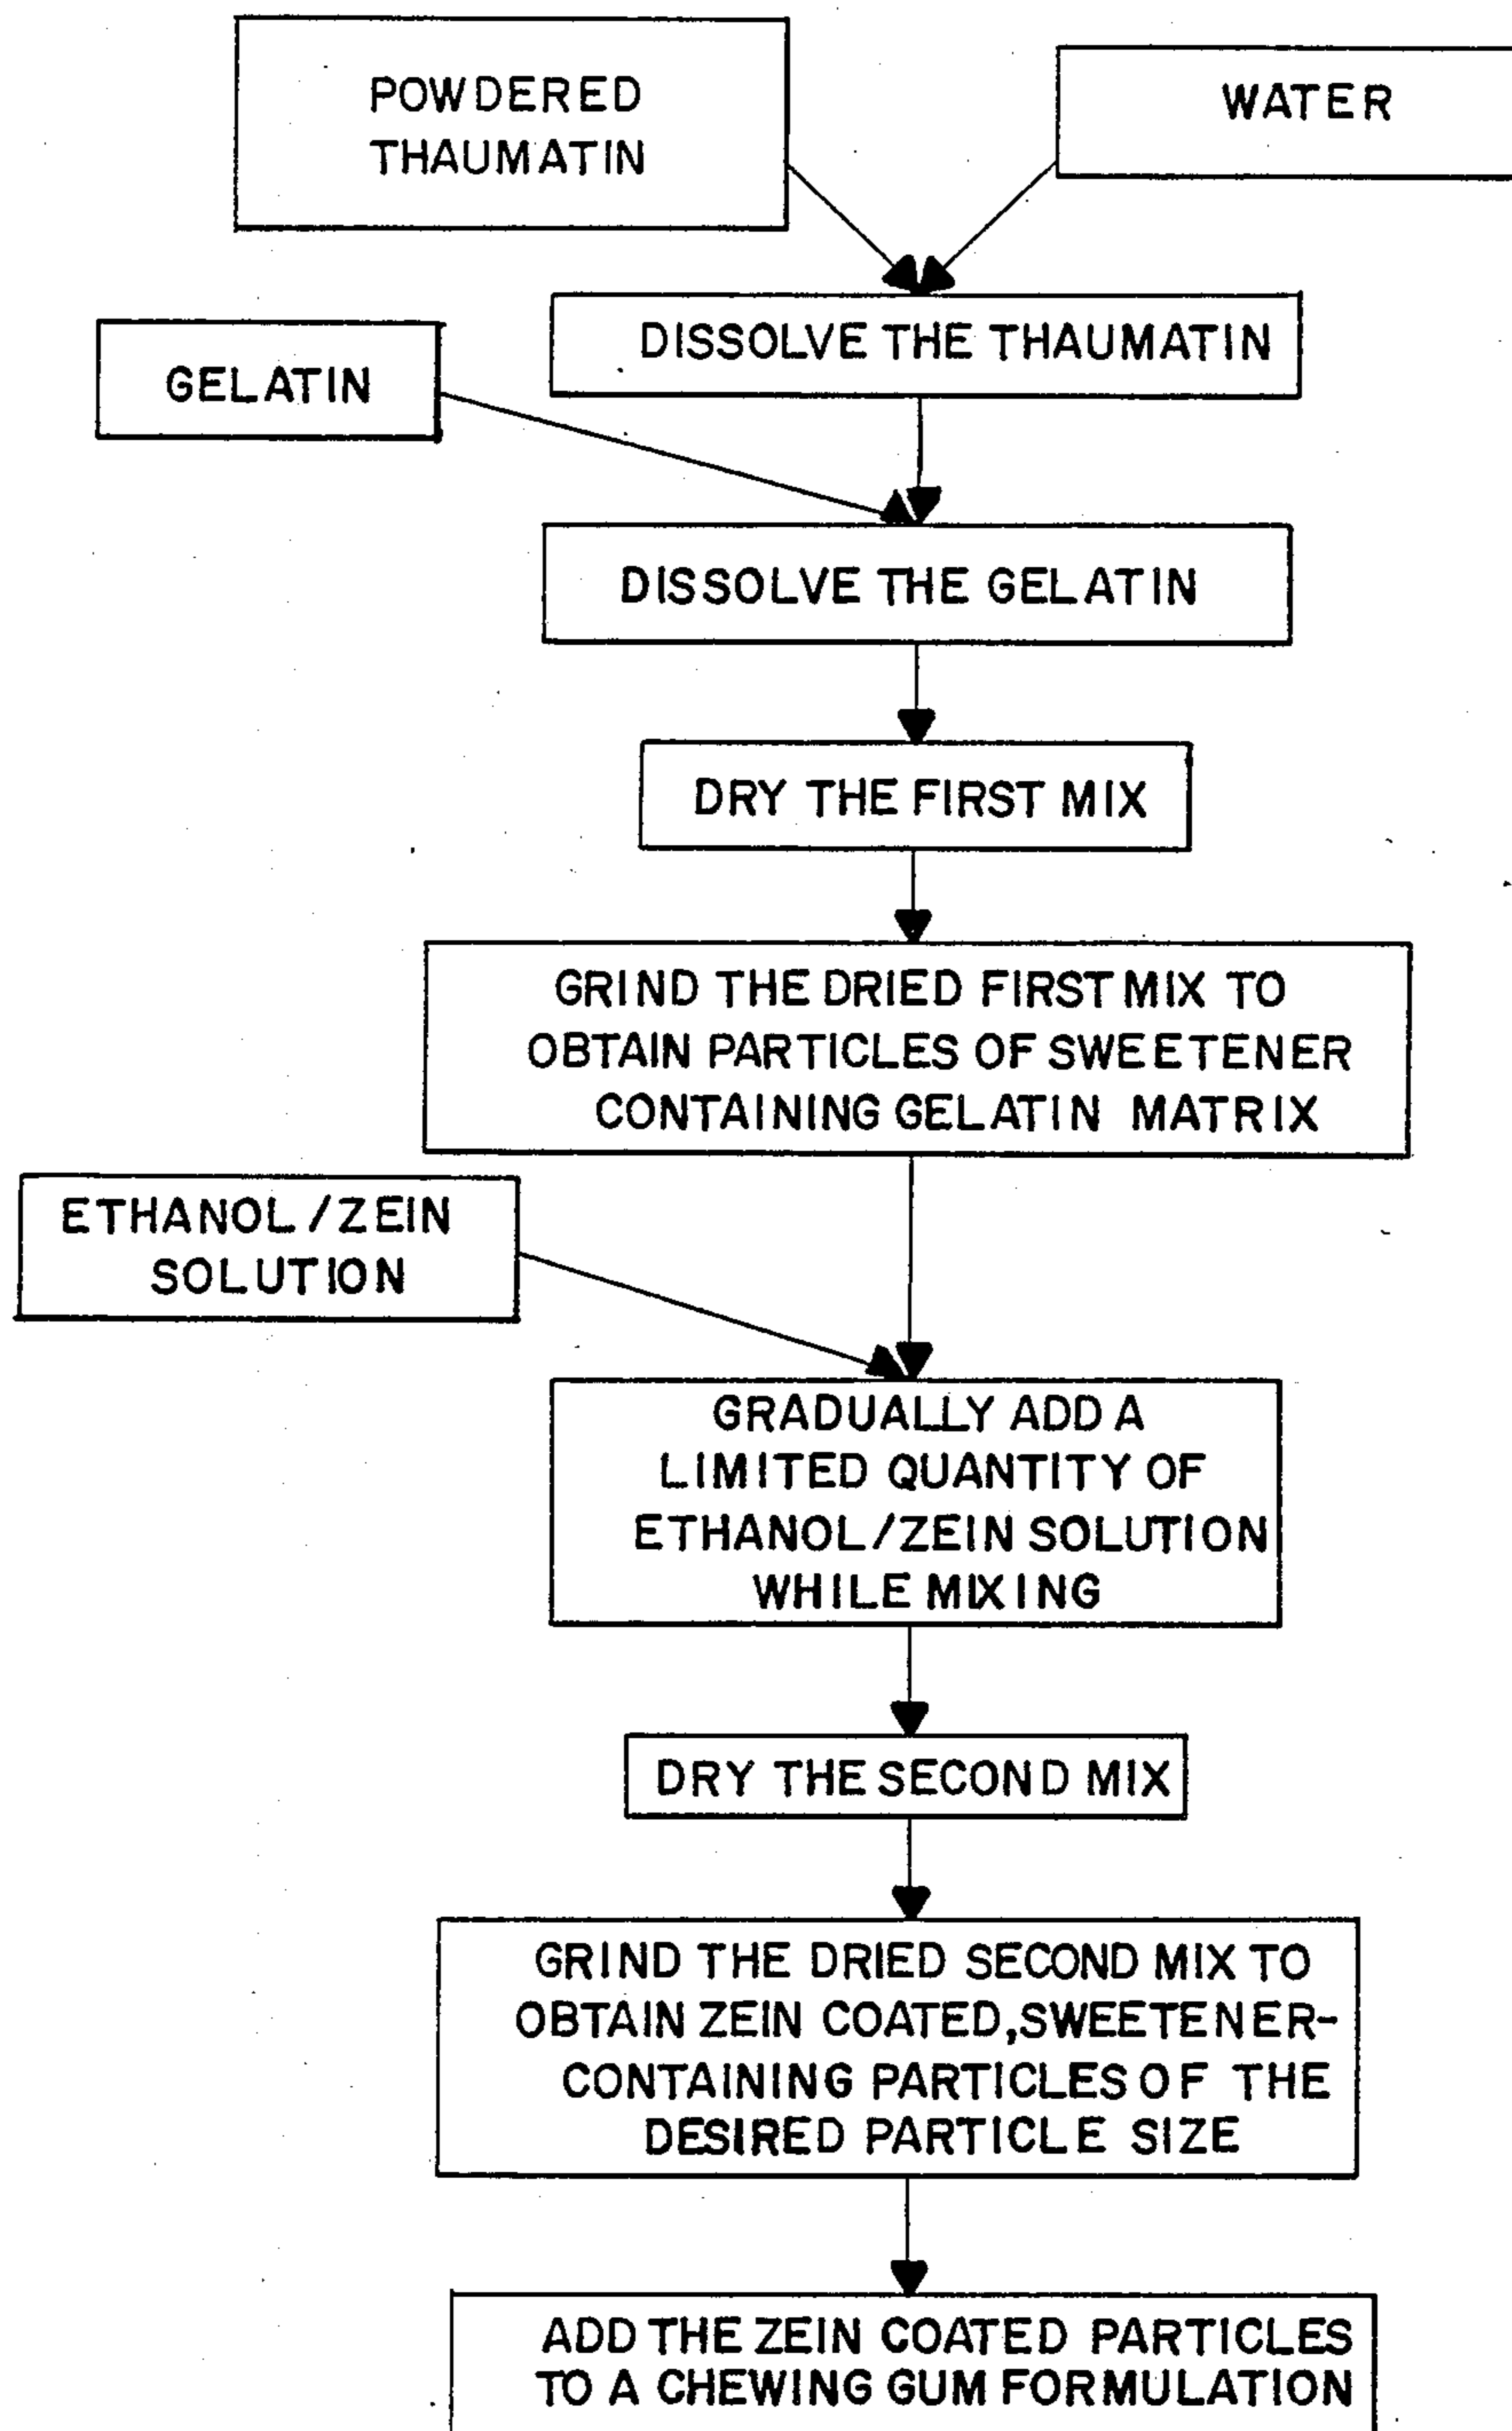 POWDERED
THAUMATIN
WATER
DISSOLVE THE THAUMATIN
GELATIN
DISSOLVE THE GELATIN
DRY THE FIRST MIX
GRIND THE DRIED FIRST MIX TO
OBTAIN PARTICLES OF SWEETENER
CONTAINING GELATIN MATRIX
ETHANOL/ZEIN
SOLUTION
GRADUALLY ADD A
LIMITED QUANTITY OF
ETHANOL/ZEIN SOLUTION
WHILE MIXING
DRY THE SECOND MIX
GRIND THE DRIED SECOND MIX TO
OBTAIN ZEIN COATED, SWEETENER-
CONTAINING PARTICLES OF THE
DESIRED PARTICLE SIZE
ADD THE ZEIN COATED PARTICLES
TO A CHEWING GUM FORMULATION